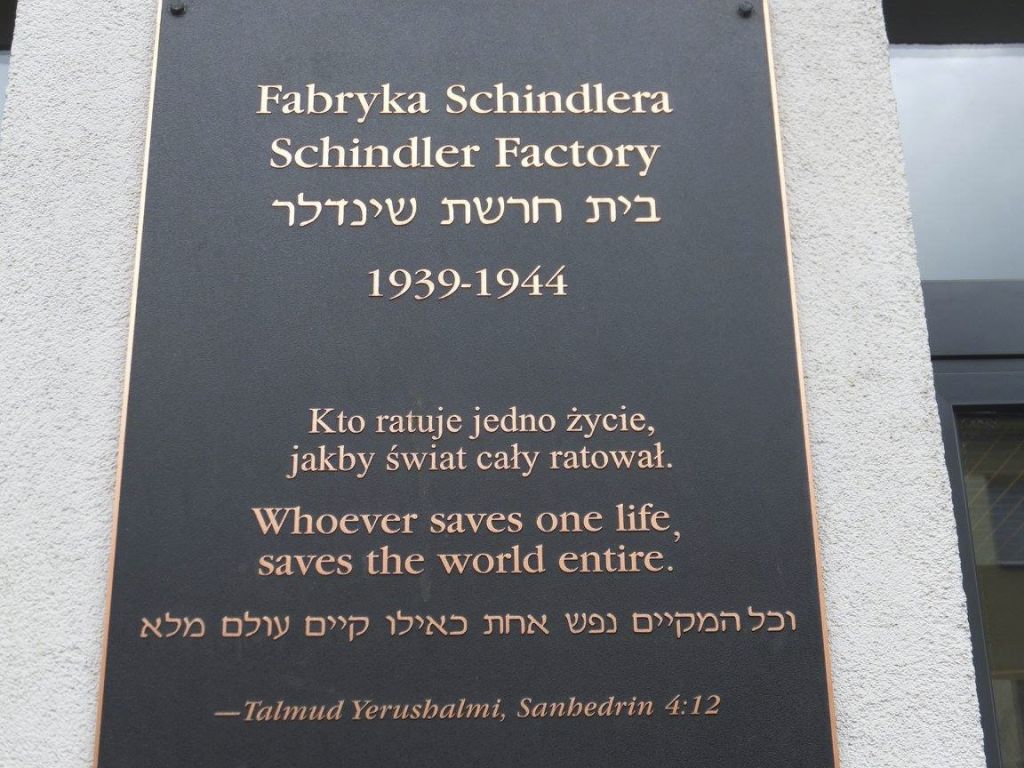 Fabryka Schindlera
Schindler Factory
בית חרשת שינדלר
1939-1944
Kto ratuje jedno życie,
jakby świat cały ratował.
Whoever saves one life,
saves the world entire.
וכל המקיים נפש אחת כאילו קיים עולם מלא
—Talmud Yerushalmi, Sanhedrin 4:12